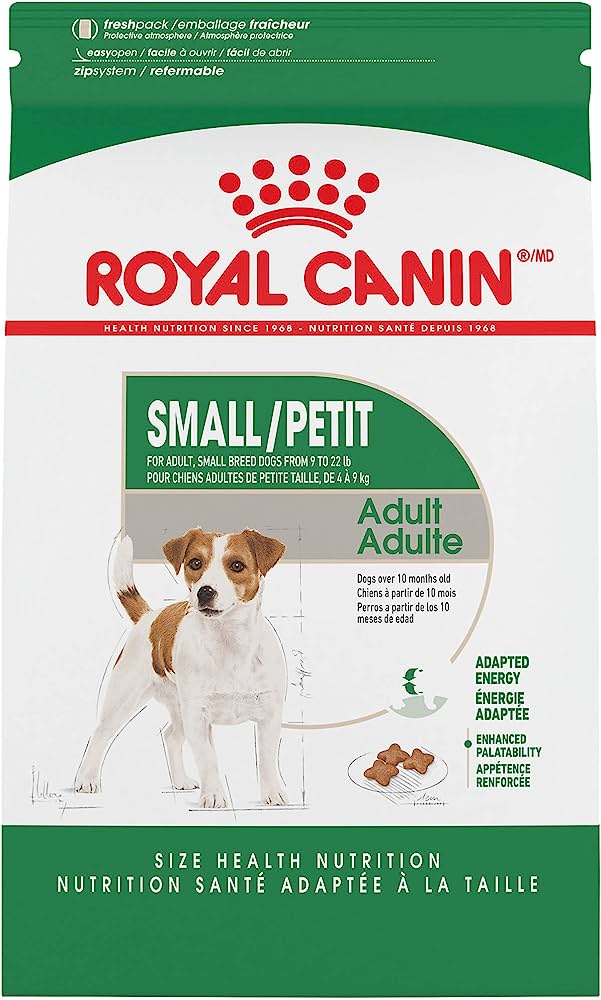 freshpack / emballage fraîcheur
Protective atmosphere / Atmosphère protectrice
easyopen / facile à ouvrir / fácil de abrir
zipsystem / refermable
ROYAL CANIN®/MD
HEALTH NUTRITION SINCE 1968 - NUTRITION SANTÉ DEPUIS 1968
SMALL/PETIT
FOR ADULT, SMALL BREED DOGS FROM 9 TO 22 lb
POUR CHIENS ADULTES DE PETITE TAILLE, DE 4 À 9 kg
Adult
Adulte
Dogs over 10 months old
Chiens à partir de 10 mois
Perros a partir de los 10
meses de edad
ADAPTED
ENERGY
ÉNERGIE
ADAPTÉE
ENHANCED
PALATABILITY
APPÉTENCE
RENFORCÉE
1cm
SIZE HEALTH NUTRITION
NUTRITION SANTÉ ADAPTÉE À LA TAILLE